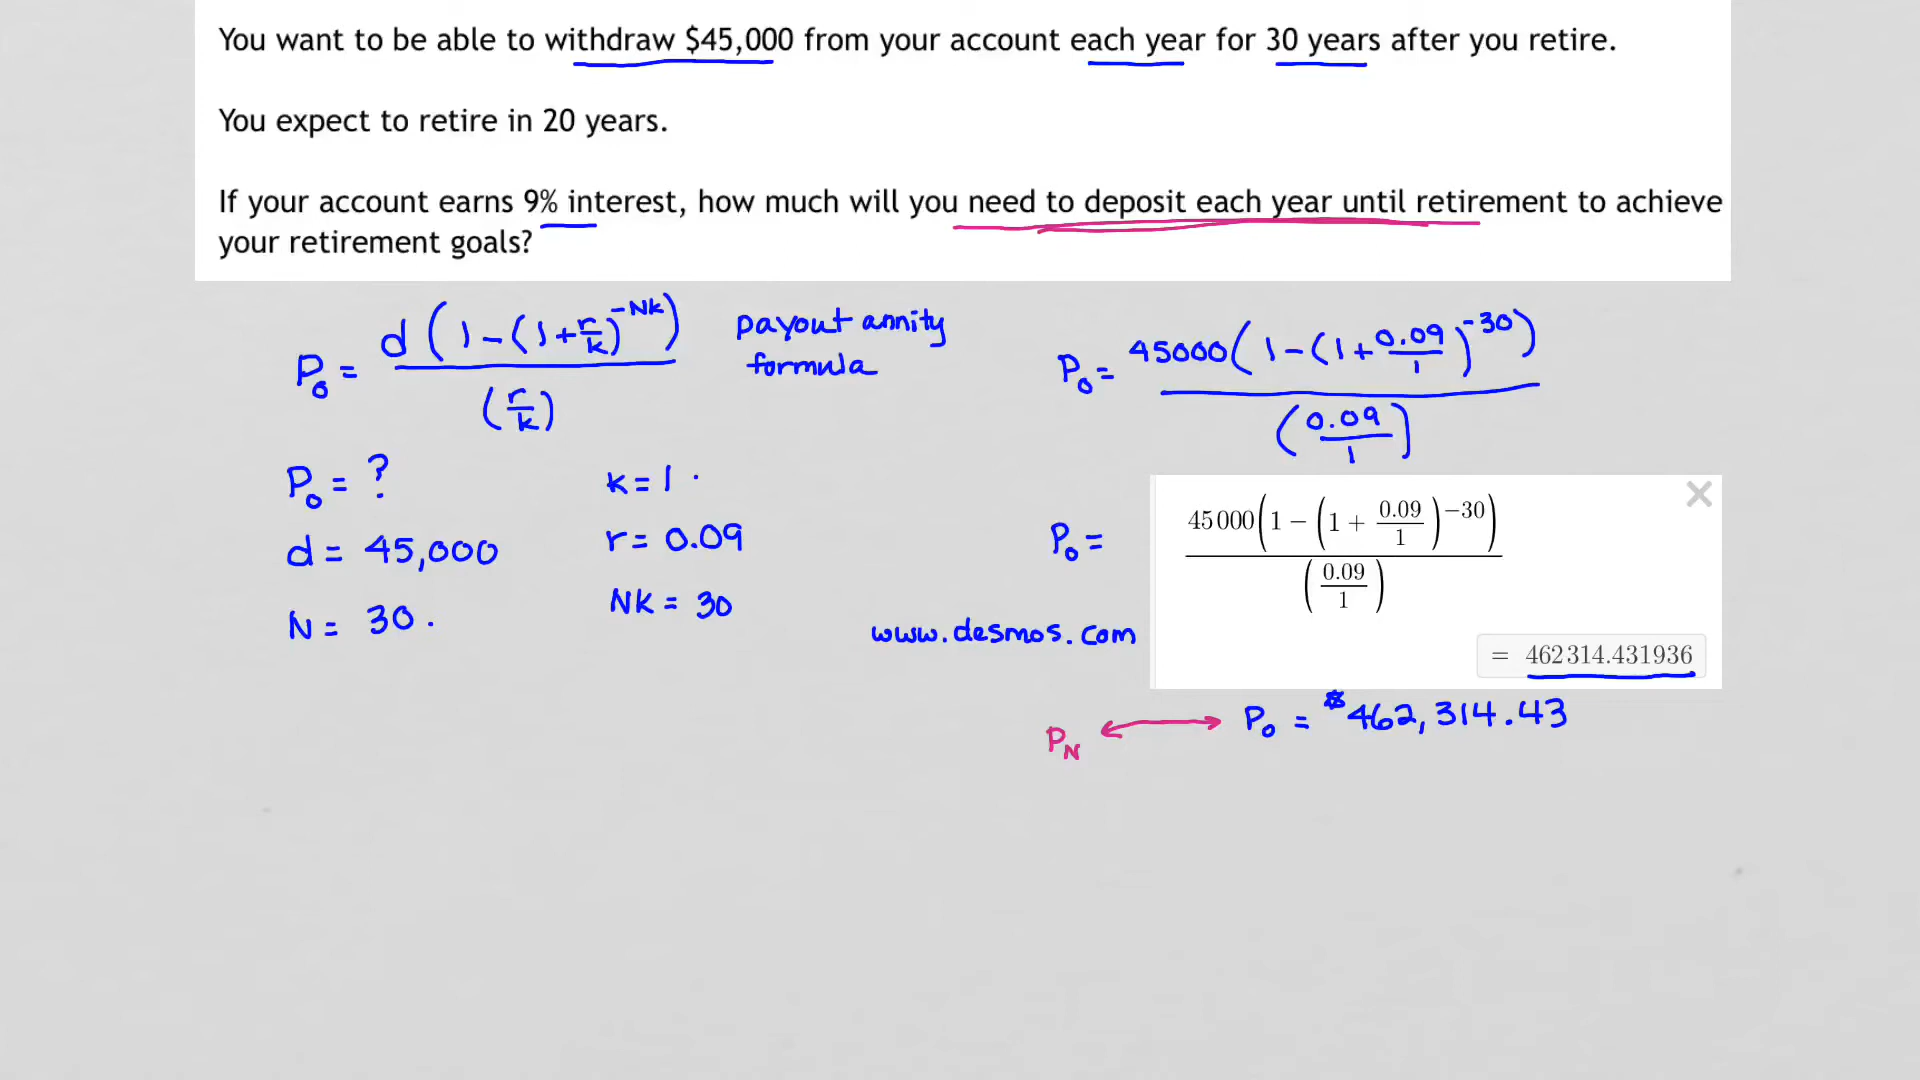 You want to be able to withdraw $45,000 from your account each year for 30 years after you retire.
You expect to retire in 20 years.
If your account earns 9% interest, how much will you need to deposit each year until retirement to achieve
your retirement goals?
P₀ = d(1-(1+r/k)^-Nk) / (r/k)
payout annity
formula
P₀ = ?
k = 1 .
d = 45,000
r = 0.09
N = 30 .
Nk = 30
P₀ = 45000(1-(1+0.09/1)^-30) / (0.09/1)
P₀ = 45000(1 − (1 + 0.09/1)^−30) / (0.09/1)
www.desmos.com
= 462314.431936
PN ↔ P₀ = $462,314.43